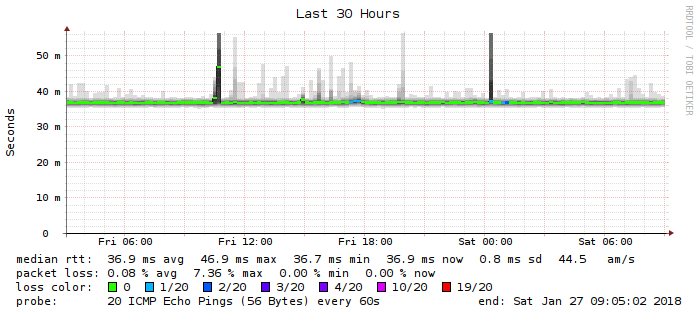 Last 30 Hours
RRDTOOL / TOBI OETIKER
Seconds
50 m
40 m
30 m
20 m
10 m
0
Fri 06:00 Fri 12:00 Fri 18:00 Sat 00:00 Sat 06:00
median rtt: 36.9 ms avg 46.9 ms max 36.7 ms min 36.9 ms now 0.8 ms sd 44.5 am/s
packet loss: 0.08 % avg 7.36 % max 0.00 % min 0.00 % now
loss color: 0 1/20 2/20 3/20 4/20 10/20 19/20
probe: 20 ICMP Echo Pings (56 Bytes) every 60s end: Sat Jan 27 09:05:02 2018